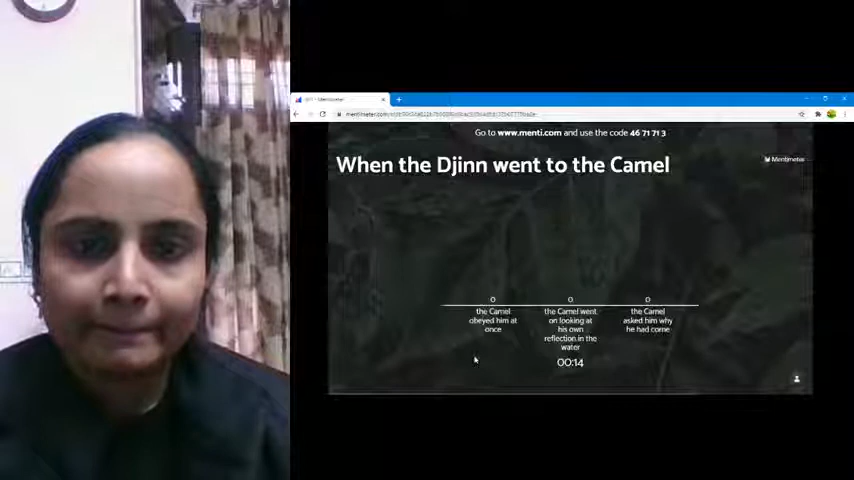 Go to www.menti.com and use the code 46 71 71 3
When the Djinn went to the Camel
Mentimeter
0 0 0
the Camel obeyed him at once
the Camel went on looking at his own reflection in the water
the Camel asked him why he had come
00:14